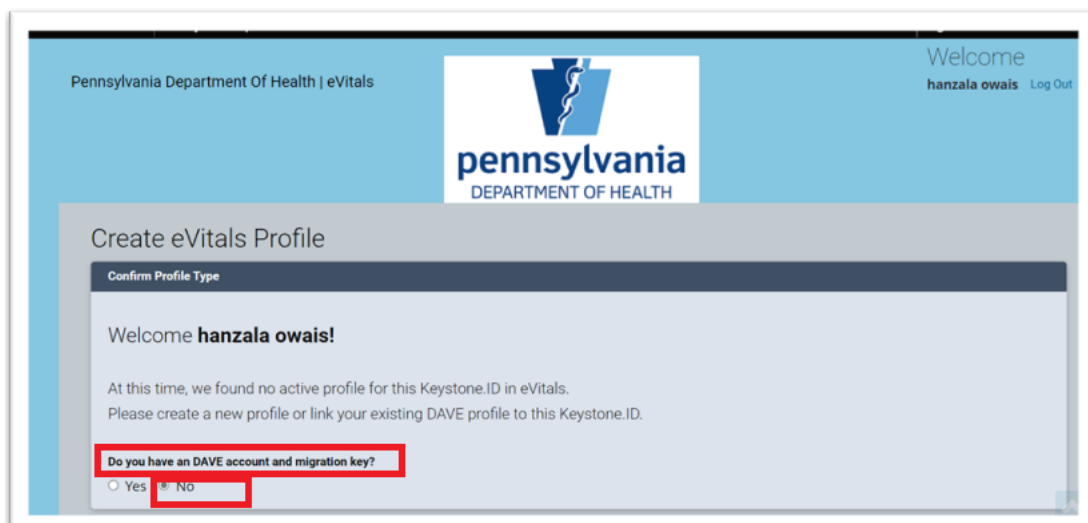 Pennsylvania Department Of Health | eVitals
Welcome
hanzala owais Log Out
pennsylvania
DEPARTMENT OF HEALTH
Create eVitals Profile
Confirm Profile Type
Welcome hanzala owais!
At this time, we found no active profile for this Keystone.ID in eVitals.
Please create a new profile or link your existing DAVE profile to this Keystone.ID.
Do you have an DAVE account and migration key?
Yes No